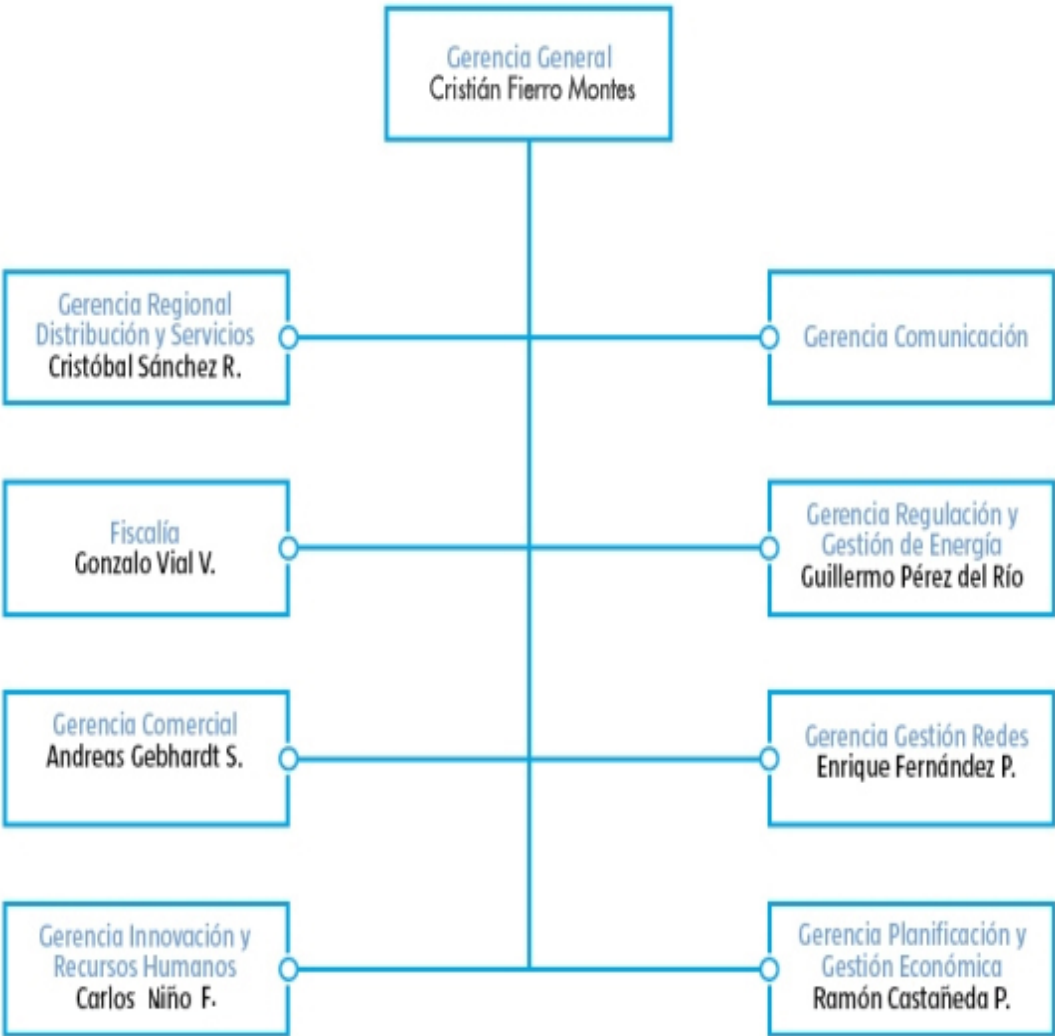 Gerencia General
Cristián Fierro Montes
Gerencia Regional
Distribución y Servicios
Cristóbal Sánchez R.
Gerencia Comunicación
Fiscalía
Gonzalo Vial V.
Gerencia Regulación y
Gestión de Energía
Guillermo Pérez del Río
Gerencia Comercial
Andreas Gebhardt S.
Gerencia Gestión Redes
Enrique Fernández P.
Gerencia Innovación y
Recursos Humanos
Carlos Niño F.
Gerencia Planificación y
Gestión Económica
Ramón Castañeda P.